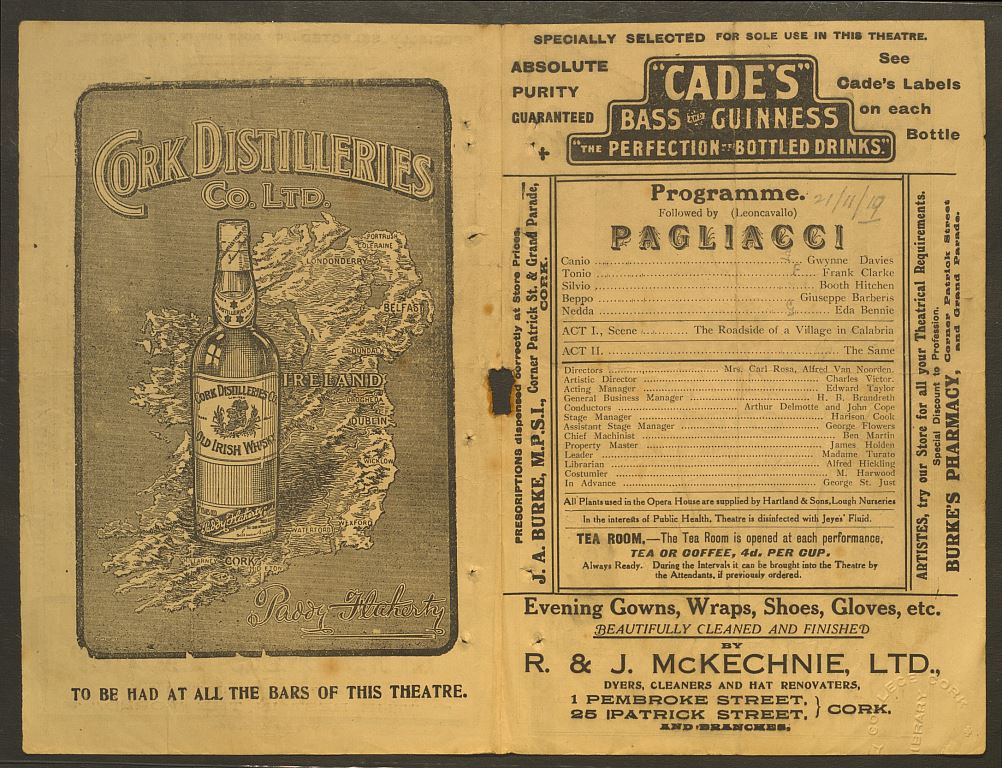 CORK DISTILLERIES
CO. LTD.
PORTRUSH
COLERAINE
LONDONDERRY
BELFAST
DUNDALK
IRELAND
DUBLIN
WICKLOW
WEXFORD
WATERFORD
KILLARNEY
CORK
CORK DISTILLERIES Co.
OLD IRISH WHISKY
Paddy Flaherty
Paddy Flaherty
TO BE HAD AT ALL THE BARS OF THIS THEATRE.
SPECIALLY SELECTED FOR SOLE USE IN THIS THEATRE.
ABSOLUTE
PURITY
GUARANTEED
"CADE'S"
BASS AND GUINNESS
"THE PERFECTION OF BOTTLED DRINKS."
See
Cade's Labels
on each
Bottle
PRESCRIPTIONS dispensed correctly at Store Prices.
J. A. BURKE, M.P.S.I., Corner Patrick St. & Grand Parade,
CORK.
Programme.
21/11/19
Followed by (Leoncavallo)
PAGLIACCI
Canio ........ Gwynne Davies
Tonio ........ Frank Clarke
Silvio ........ Booth Hitchen
Beppo ........ Giuseppe Barberis
Nedda ........ Eda Bennie
ACT I., Scene ........ The Roadside of a Village in Calabria
ACT II. ........ The Same
Directors ........ Mrs. Carl Rosa, Alfred Van Noorden.
Artistic Director ........ Charles Victor.
Acting Manager ........ Edward Taylor
General Business Manager ........ H. B. Brandreth
Conductors ........ Arthur Delmotte and John Cope
Stage Manager ........ Harison Cook
Assistant Stage Manager ........ George Flowers
Chief Machinist ........ Ben Martin
Property Master ........ James Holden
Leader ........ Madame Turato
Librarian ........ Alfred Hickling
Costumier ........ M. Harwood
In Advance ........ George St. Just
All Plants used in the Opera House are supplied by Hartland & Sons, Lough Nurseries
In the interests of Public Health, Theatre is disinfected with Jeyes' Fluid.
TEA ROOM.—The Tea Room is opened at each performance,
TEA OR COFFEE, 4d. PER CUP.
Always Ready. During the Intervals it can be brought into the Theatre by
the Attendants, if previously ordered.
ARTISTES, try our Store for all your Theatrical Requirements.
Special Discount to Profession.
BURKE'S PHARMACY, Corner Patrick Street
and Grand Parade.
Evening Gowns, Wraps, Shoes, Gloves, etc.
BEAUTIFULLY CLEANED AND FINISHED
BY
R. & J. McKECHNIE, LTD.,
DYERS, CLEANERS AND HAT RENOVATERS,
1 PEMBROKE STREET,
25 PATRICK STREET, } CORK.
AND BRANCHES.